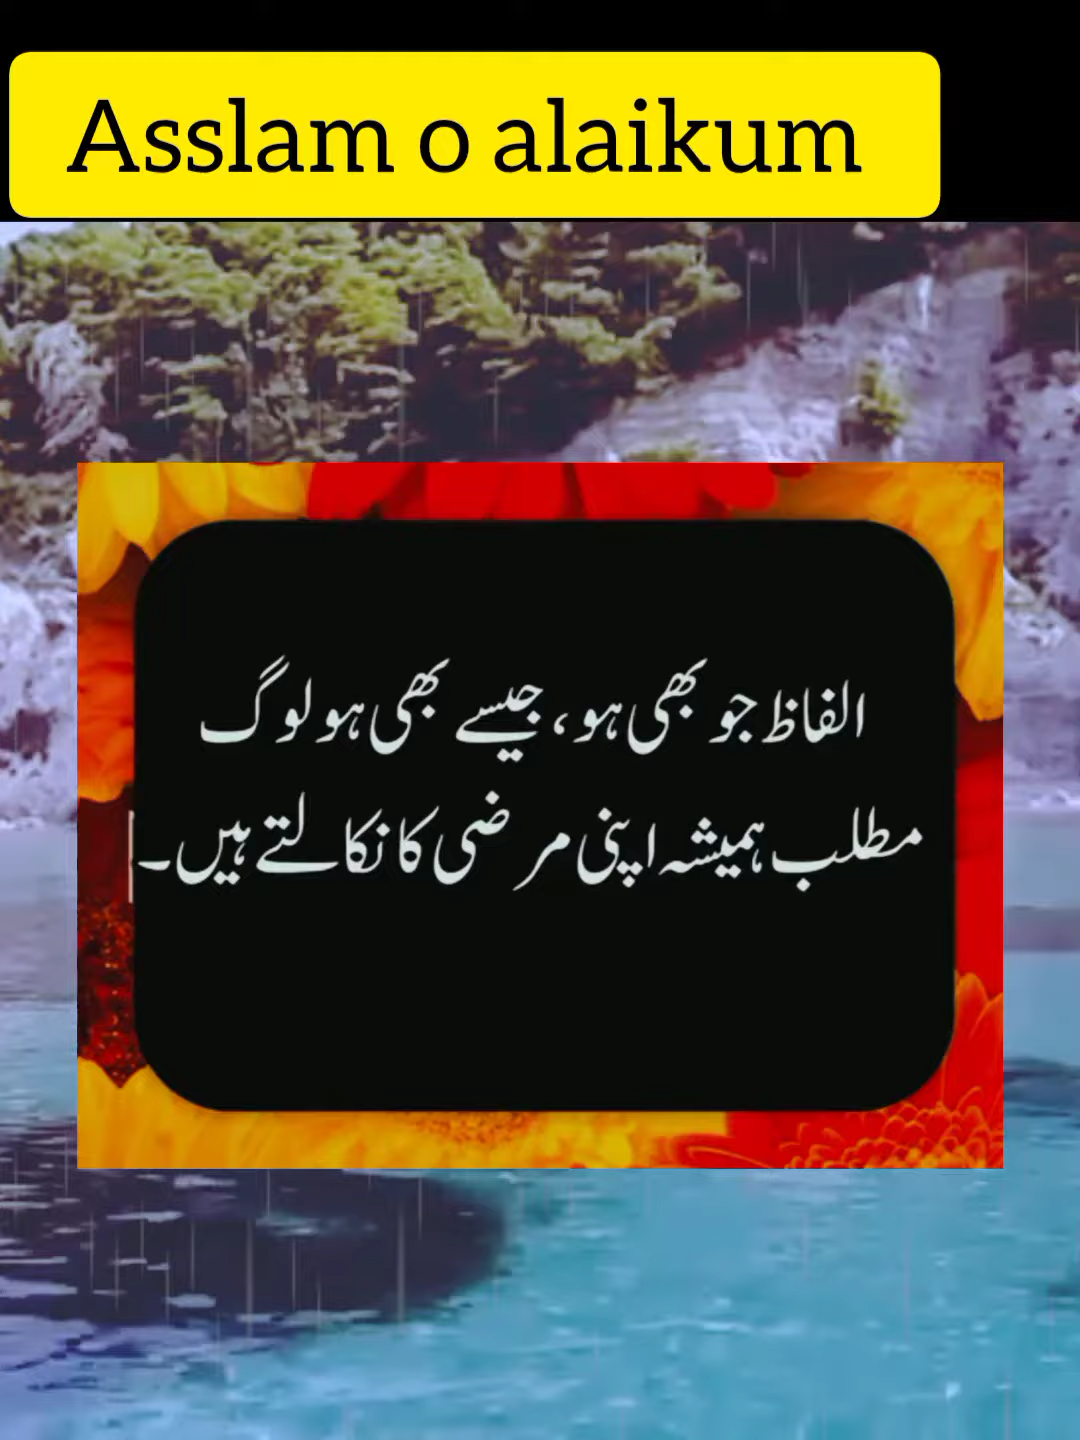 Asslam o alaikum
الفاظ جو بھی ہو، جیسے بھی ہو لوگ
مطلب ہمیشہ اپنی مرضی کا نکالتے ہیں۔